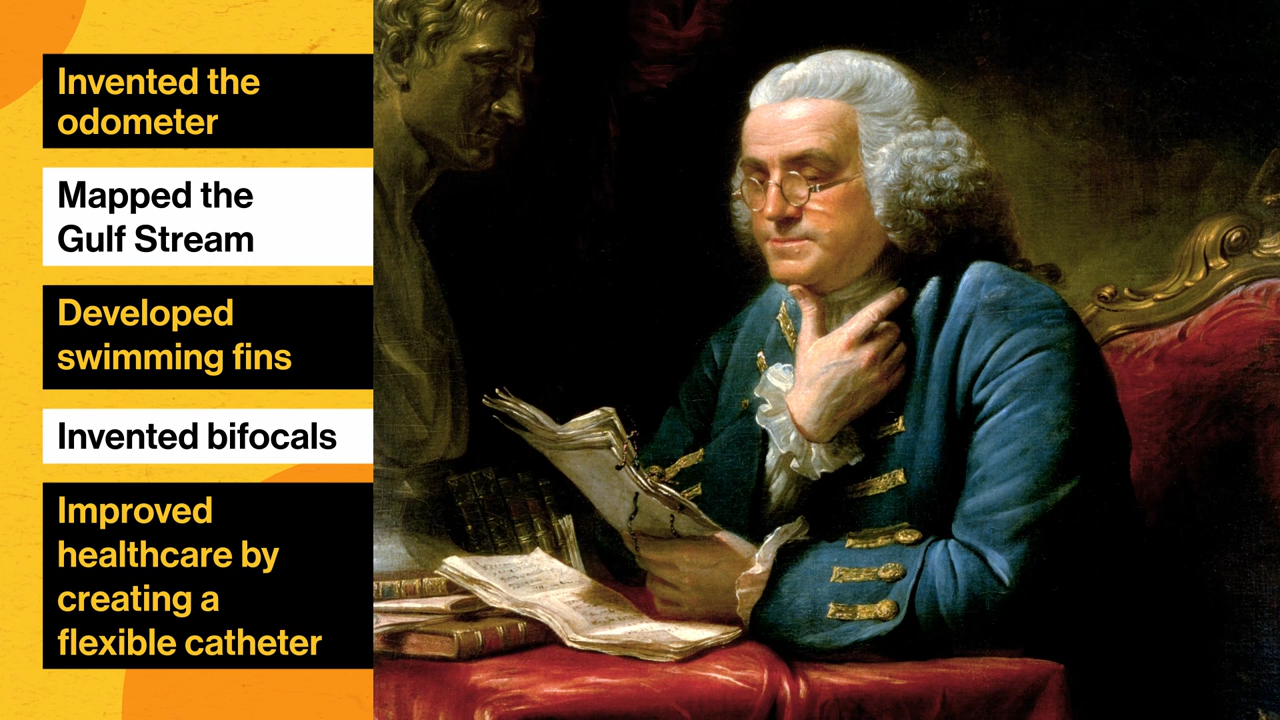 Invented the
odometer
Mapped the
Gulf Stream
Developed
swimming fins
Invented bifocals
Improved
healthcare by
creating a
flexible catheter